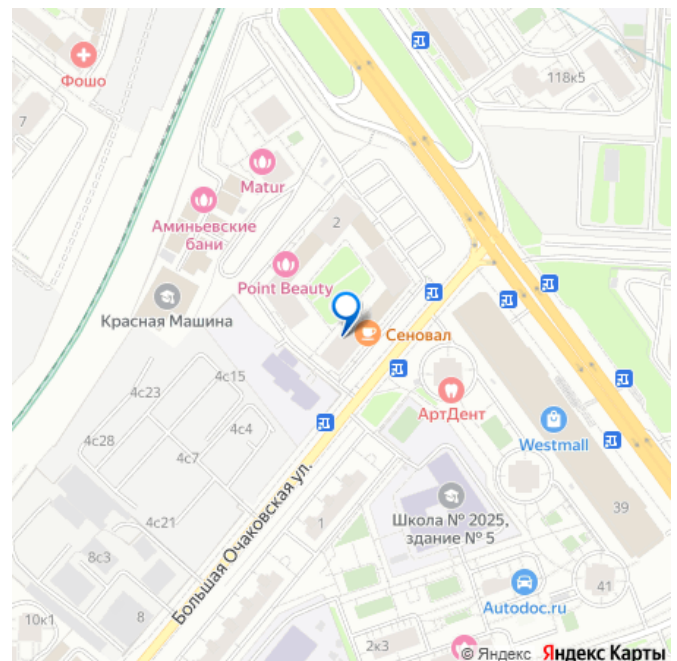 118к5
Фошо
7
Matur
Аминьевские
бани
2
Point Beauty
Красная Машина
Сеновал
4с15
4с23
4с4
4с28
4с7
АртДент
Westmall
4с21
Большая Очаковская ул.
1
Школа № 2025,
здание № 5
39
8с3
41
Autodoc.ru
10к1
8
2к3
© Яндекс Яндекс Карты